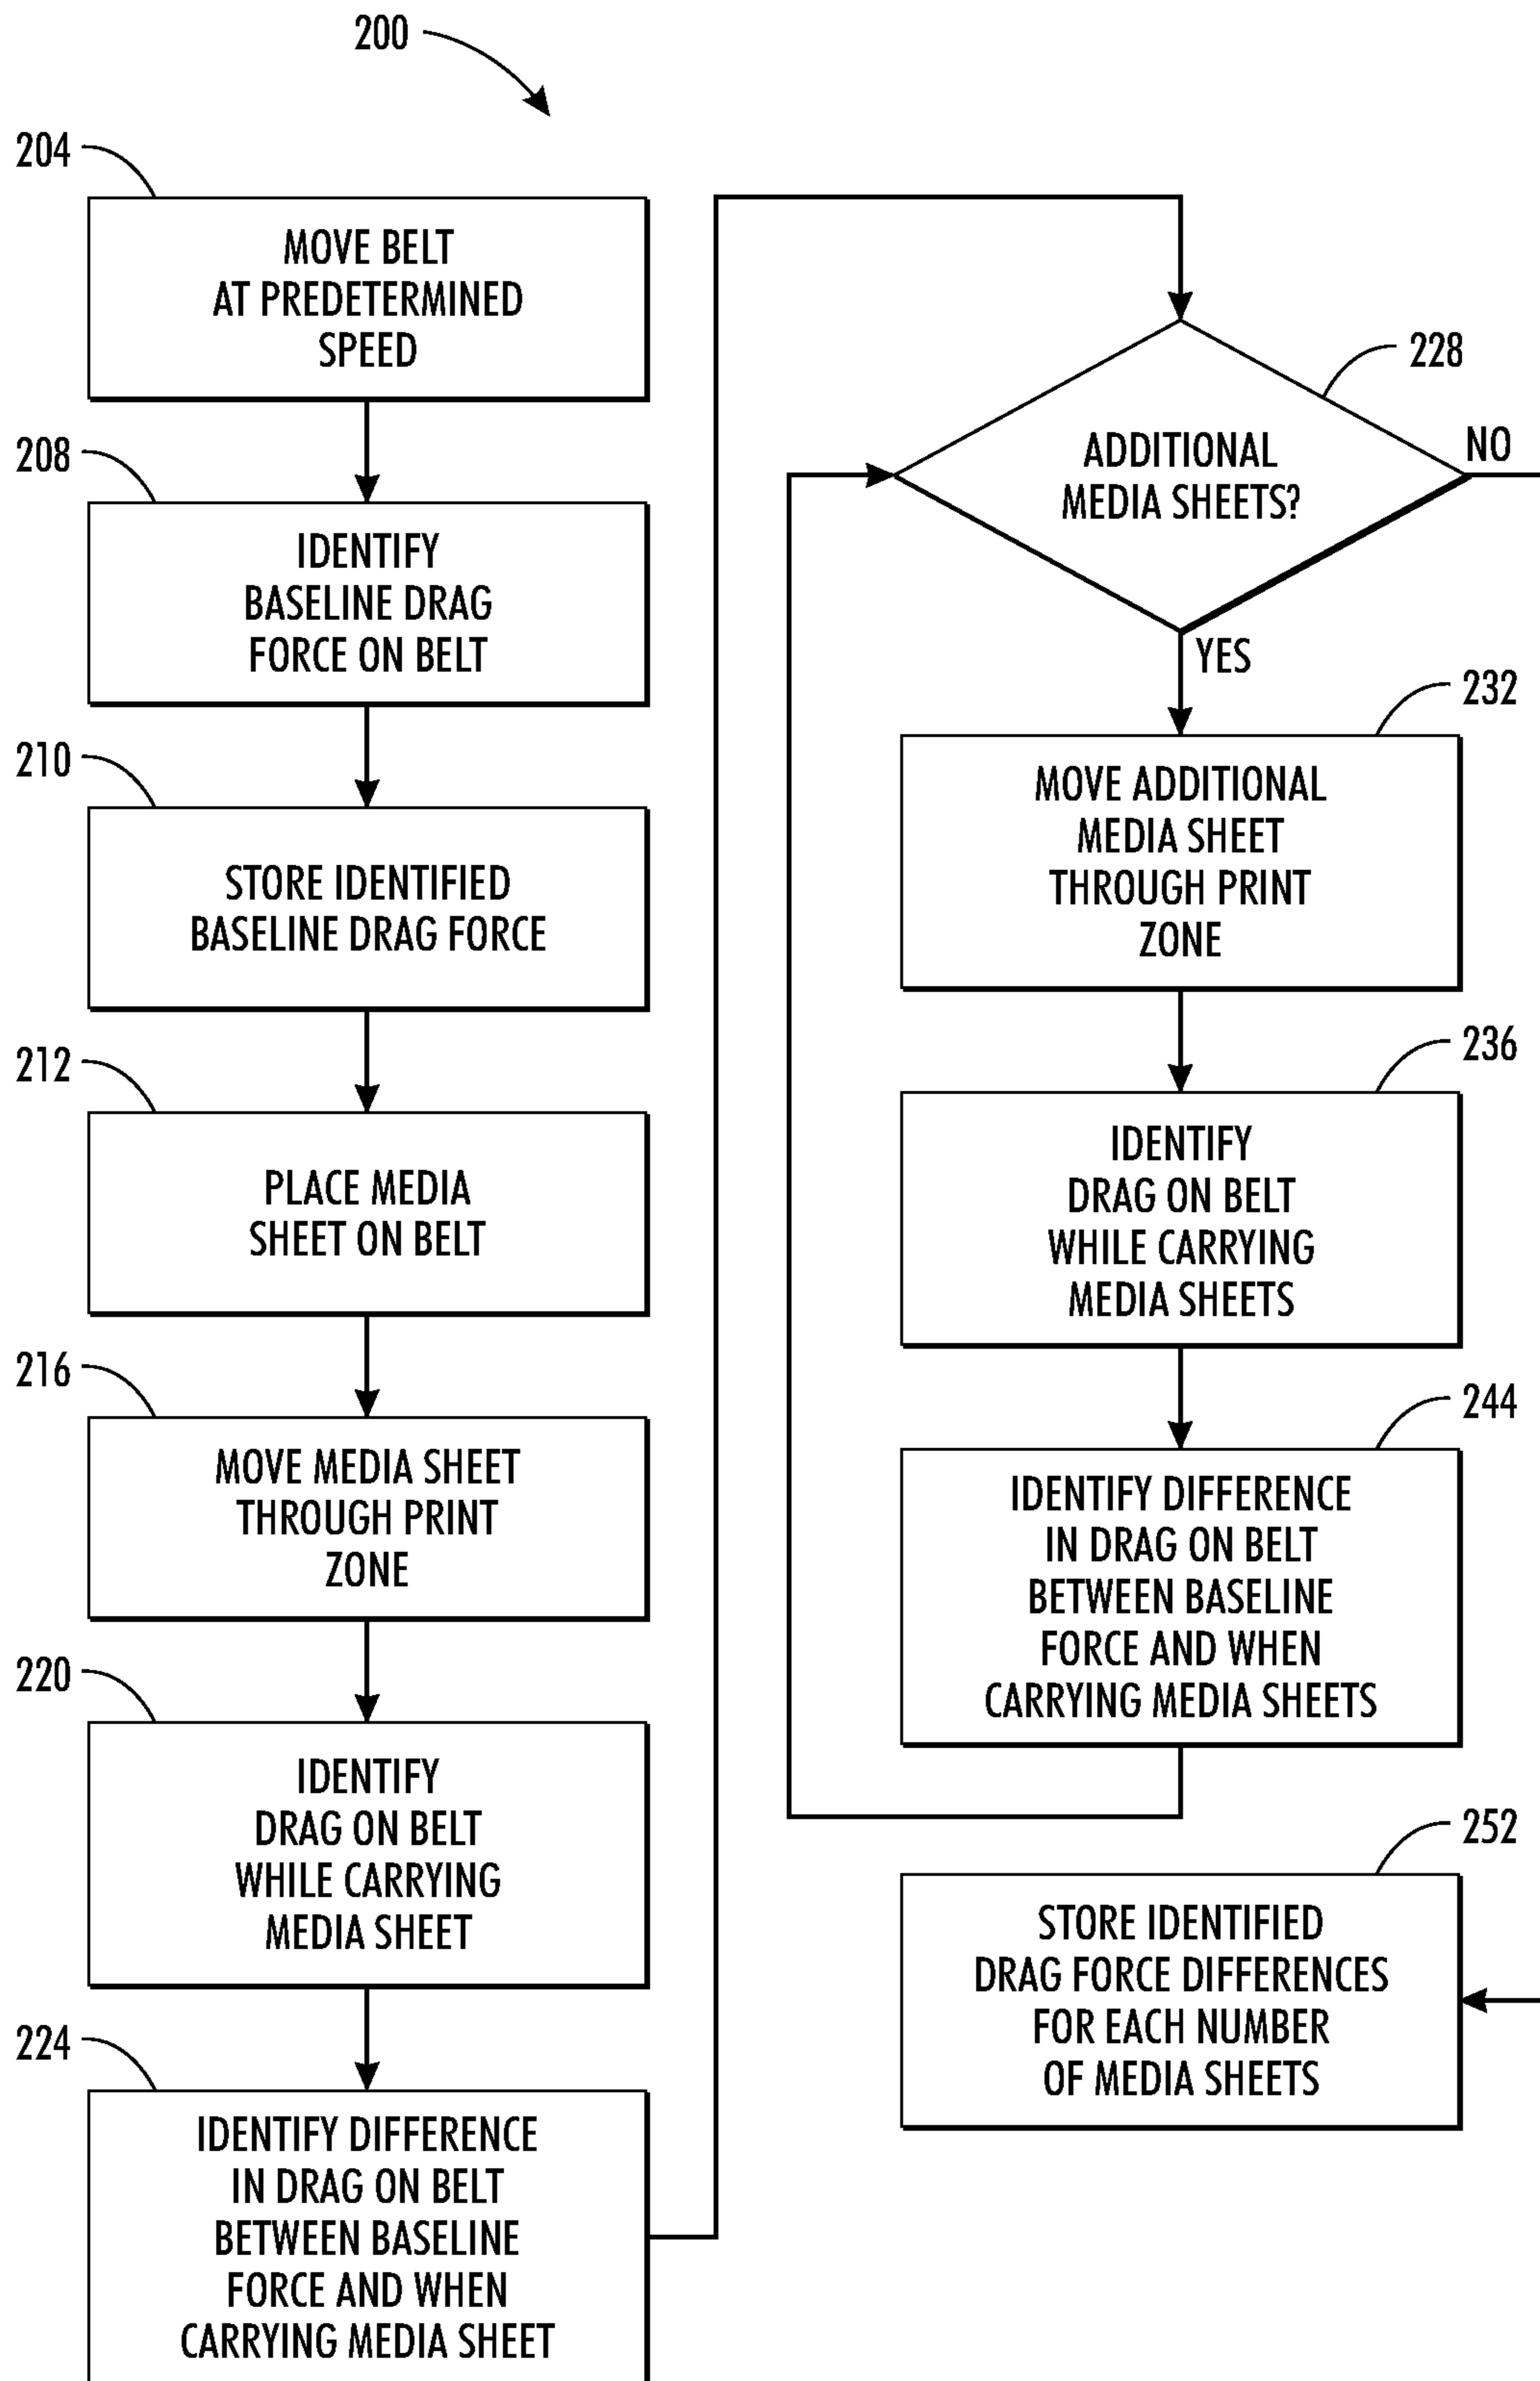 200
204
MOVE BELT
AT PREDETERMINED
SPEED
208
IDENTIFY
BASELINE DRAG
FORCE ON BELT
210
STORE IDENTIFIED
BASELINE DRAG FORCE
212
PLACE MEDIA
SHEET ON BELT
216
MOVE MEDIA SHEET
THROUGH PRINT
ZONE
220
IDENTIFY
DRAG ON BELT
WHILE CARRYING
MEDIA SHEET
224
IDENTIFY DIFFERENCE
IN DRAG ON BELT
BETWEEN BASELINE
FORCE AND WHEN
CARRYING MEDIA SHEET
228
ADDITIONAL
MEDIA SHEETS?
NO
YES
232
MOVE ADDITIONAL
MEDIA SHEET
THROUGH PRINT
ZONE
236
IDENTIFY
DRAG ON BELT
WHILE CARRYING
MEDIA SHEETS
244
IDENTIFY DIFFERENCE
IN DRAG ON BELT
BETWEEN BASELINE
FORCE AND WHEN
CARRYING MEDIA SHEETS
252
STORE IDENTIFIED
DRAG FORCE DIFFERENCES
FOR EACH NUMBER
OF MEDIA SHEETS